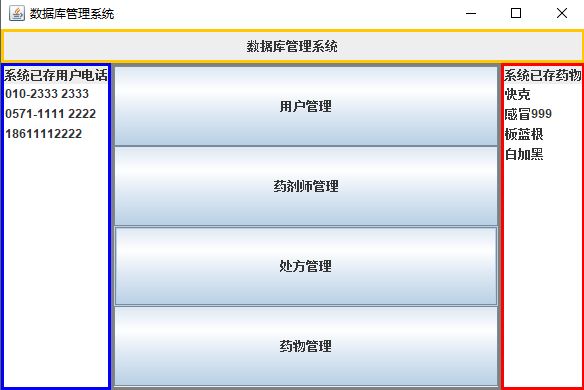 数据库管理系统
数据库管理系统
系统已存用户电话
010-2333 2333
0571-1111 2222
18611112222
用户管理
药剂师管理
处方管理
药物管理
系统已存药物
快克
感冒999
板蓝根
白加黑